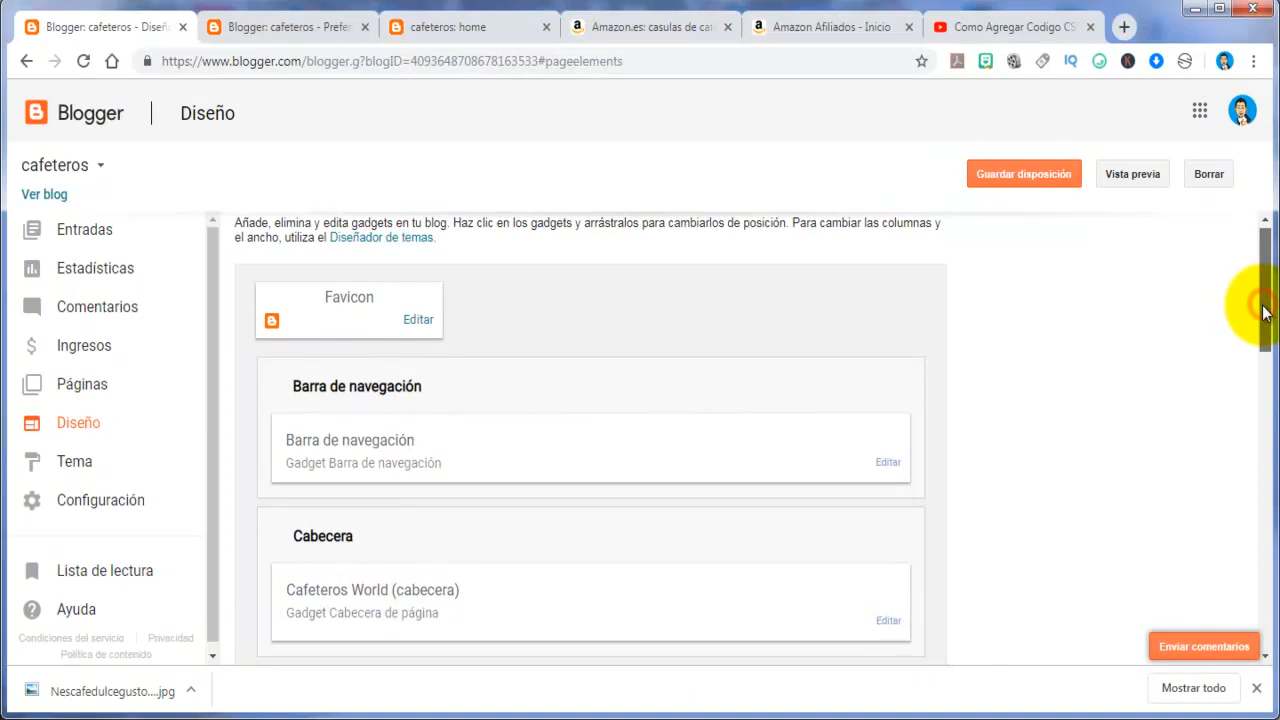 Blogger: cafeteros - Diseñ
Blogger: cafeteros - Prefer
cafeteros: home
Amazon.es: casulas de caf
Amazon Afiliados - Inicio
Como Agregar Codigo CS
https://www.blogger.com/blogger.g?blogID=4093648708678163533#pageelements
Blogger
Diseño
cafeteros
Guardar disposición
Vista previa
Borrar
Ver blog
Entradas
Estadísticas
Comentarios
Ingresos
Páginas
Diseño
Tema
Configuración
Lista de lectura
Ayuda
Condiciones del servicio
Privacidad
Política de contenido
Añade, elimina y edita gadgets en tu blog. Haz clic en los gadgets y arrástralos para cambiarlos de posición. Para cambiar las columnas y
el ancho, utiliza el Diseñador de temas.
Favicon
Editar
Barra de navegación
Barra de navegación
Gadget Barra de navegación
Editar
Cabecera
Cafeteros World (cabecera)
Gadget Cabecera de página
Editar
Enviar comentarios
Nescafedulcegusto....jpg
Mostrar todo